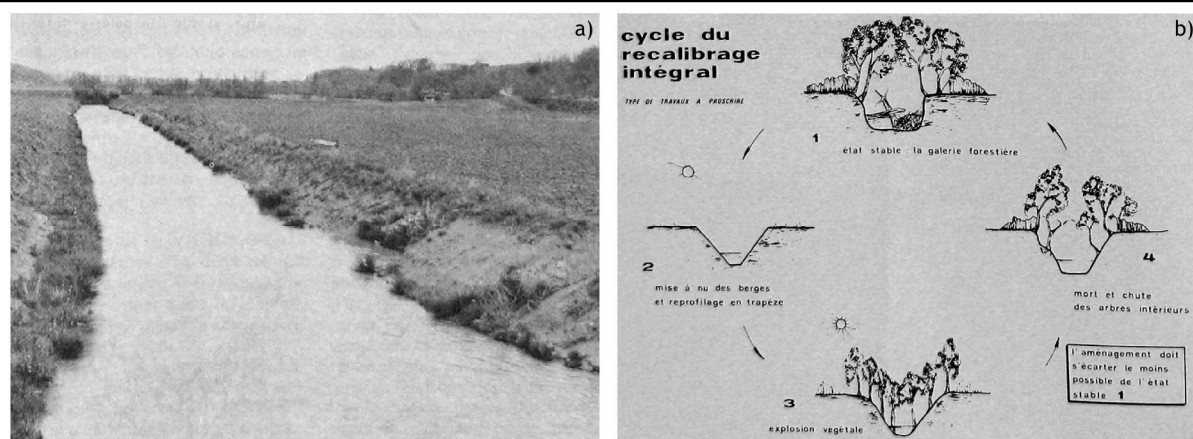 a)
b)
cycle du
recalibrage
intégral
TYPE DE TRAVAUX A PROSCRIRE
1
état stable : la galerie forestière
2
mise à nu des berges
et reprofilage en trapèze
3
explosion végétale
4
mort et chute
des arbres intérieurs
l'aménagement doit
s'écarter le moins
possible de l'état
stable 1